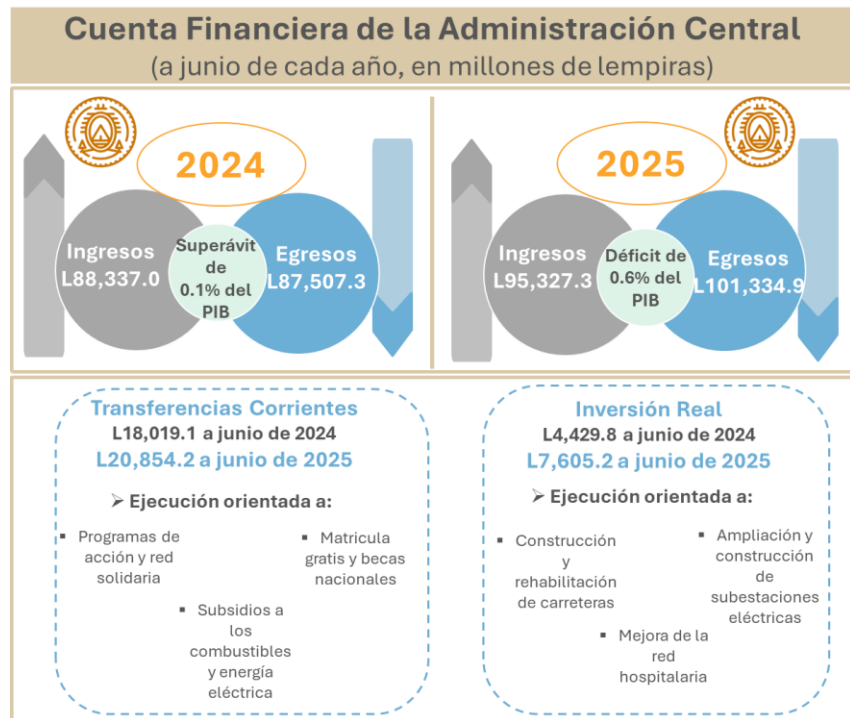 Cuenta Financiera de la Administración Central
(a junio de cada año, en millones de lempiras)
2024
Ingresos
L88,337.0
Superávit
de
0.1% del
PIB
Egresos
L87,507.3
2025
Ingresos
L95,327.3
Déficit de
0.6% del
PIB
Egresos
L101,334.9
Transferencias Corrientes
L18,019.1 a junio de 2024
L20,854.2 a junio de 2025
➢ Ejecución orientada a:
▪ Programas de
acción y red
solidaria
▪ Matricula
gratis y becas
nacionales
▪ Subsidios a
los
combustibles
y energía
eléctrica
Inversión Real
L4,429.8 a junio de 2024
L7,605.2 a junio de 2025
➢ Ejecución orientada a:
▪ Construcción
y
rehabilitación
de carreteras
▪ Ampliación y
construcción
de
subestaciones
eléctricas
▪ Mejora de la
red
hospitalaria